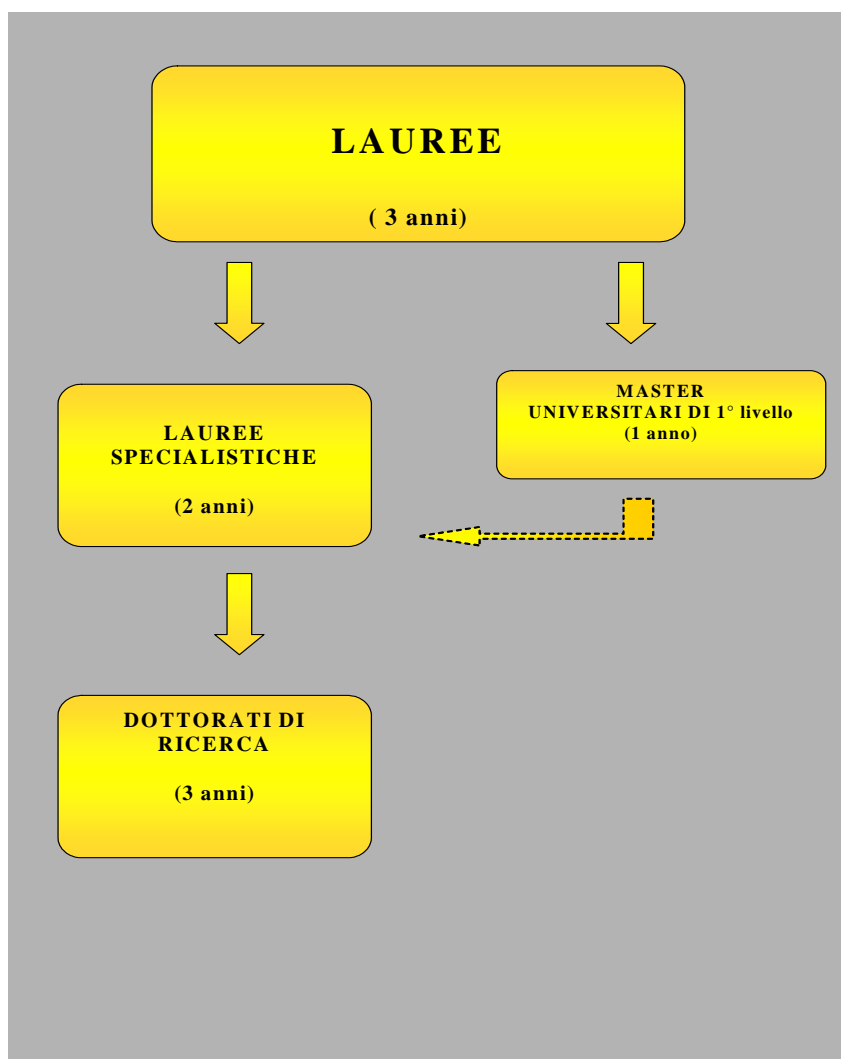 LAUREE
( 3 anni)
MASTER
UNIVERSITARI DI 1° livello
(1 anno)
LAUREE
SPECIALISTICHE
(2 anni)
DOTTORATI DI
RICERCA
(3 anni)